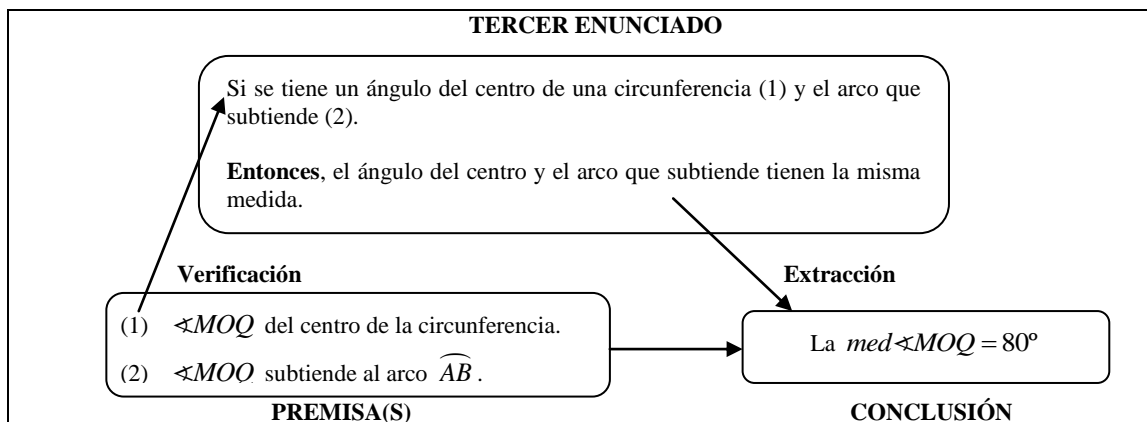 TERCER ENUNCIADO
Si se tiene un ángulo del centro de una circunferencia (1) y el arco que
subtiende (2).
Entonces, el ángulo del centro y el arco que subtiende tienen la misma
medida.
Verificación
Extracción
(1) ∢MOQ del centro de la circunferencia.
(2) ∢MOQ subtiende al arco \widehat{AB}.
La med∢MOQ = 80º
PREMISA(S)
CONCLUSIÓN